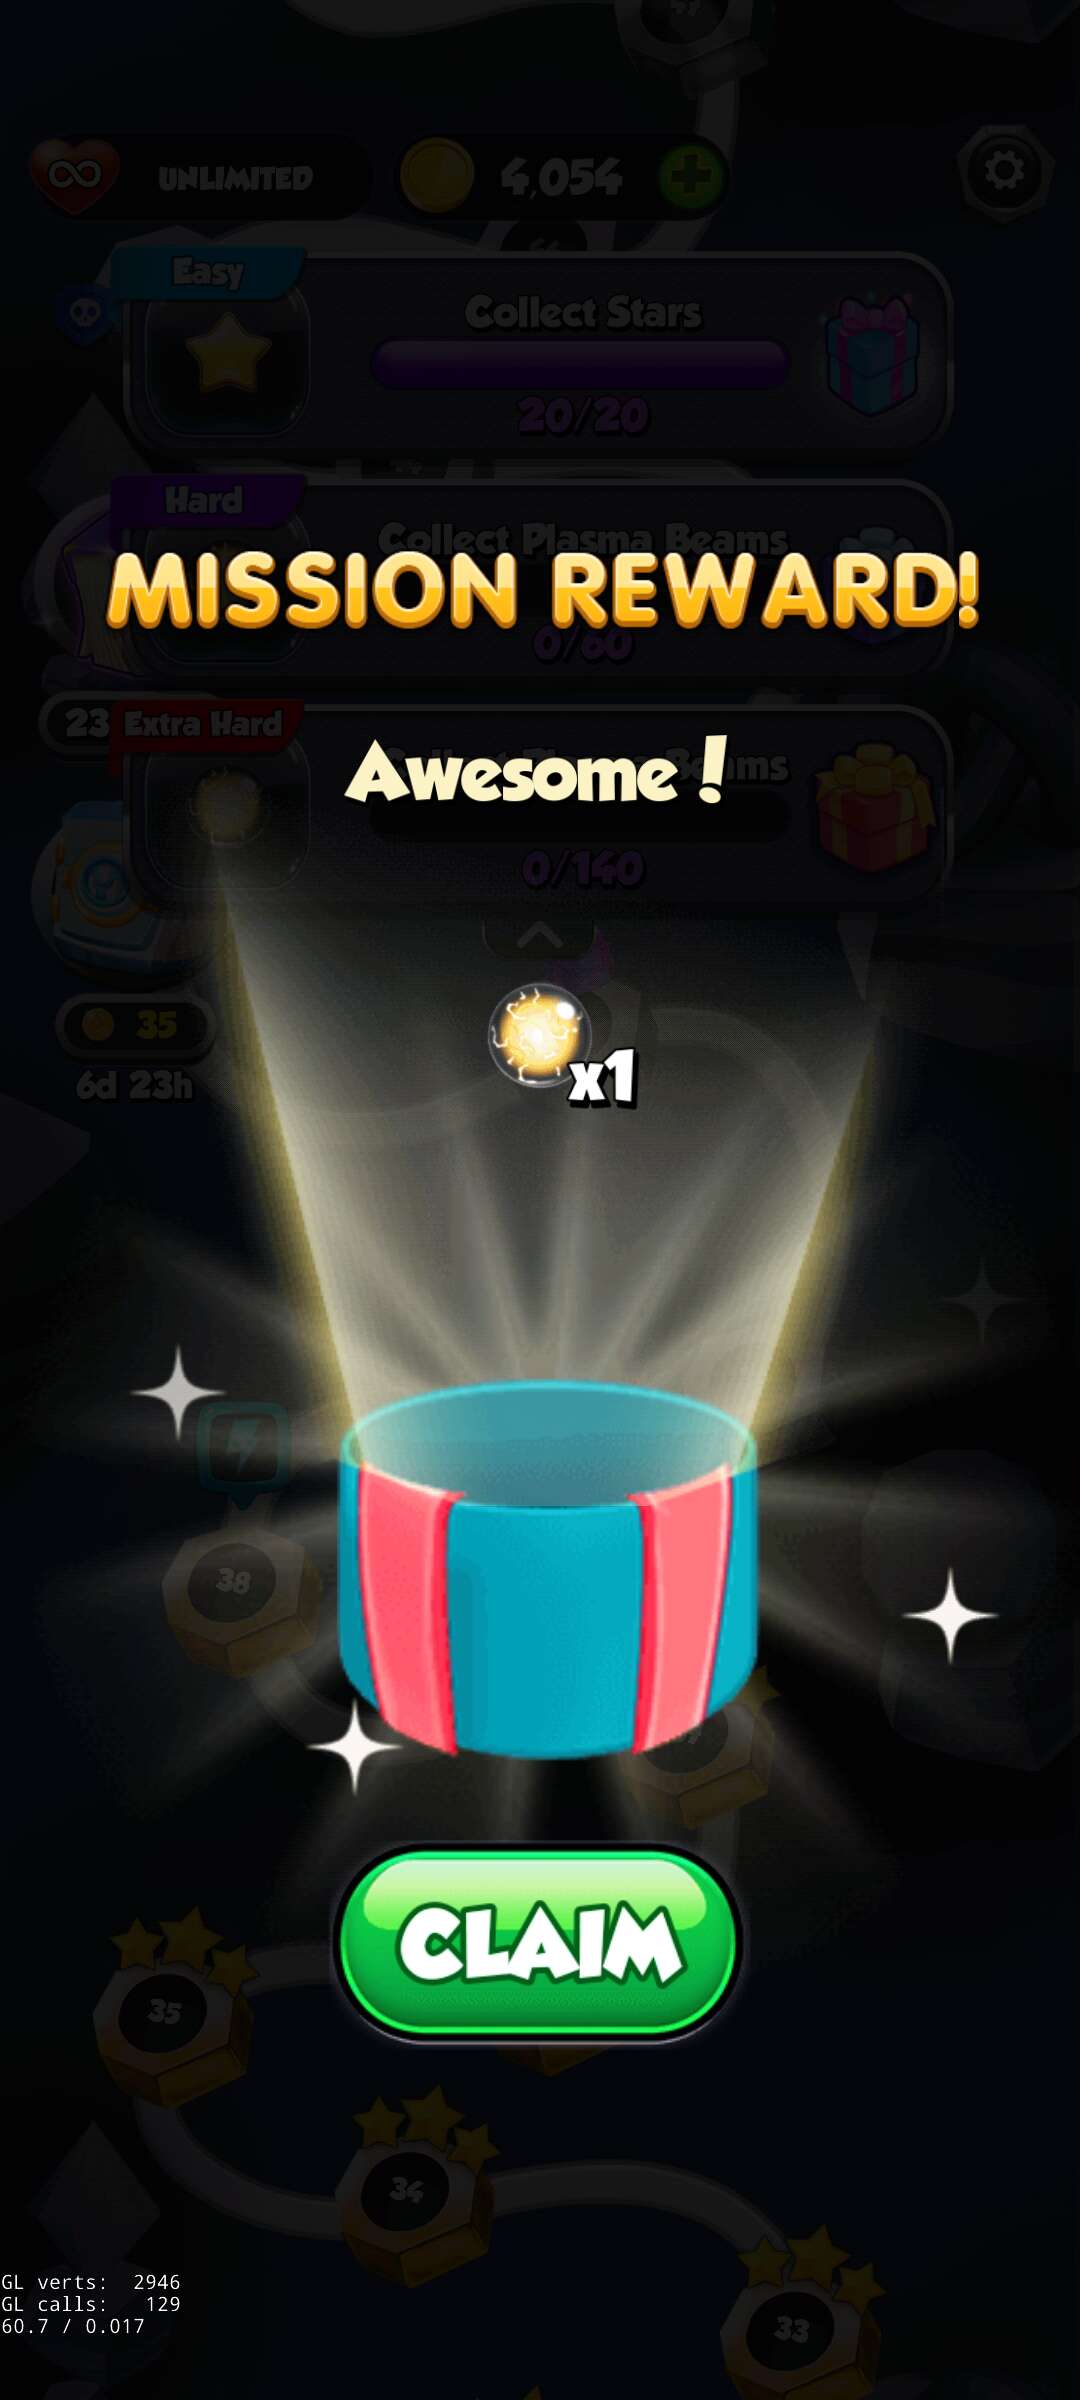 UNLIMITED
4,054
Easy
Collect Stars
20/20
Hard
Collect Plasma Beams
MISSION REWARD!
0/60
23
Extra Hard
Awesome!
0/140
35
x1
6d 23h
38
CLAIM
35
34
GL verts: 2946
GL calls: 129
60.7 / 0.017
33